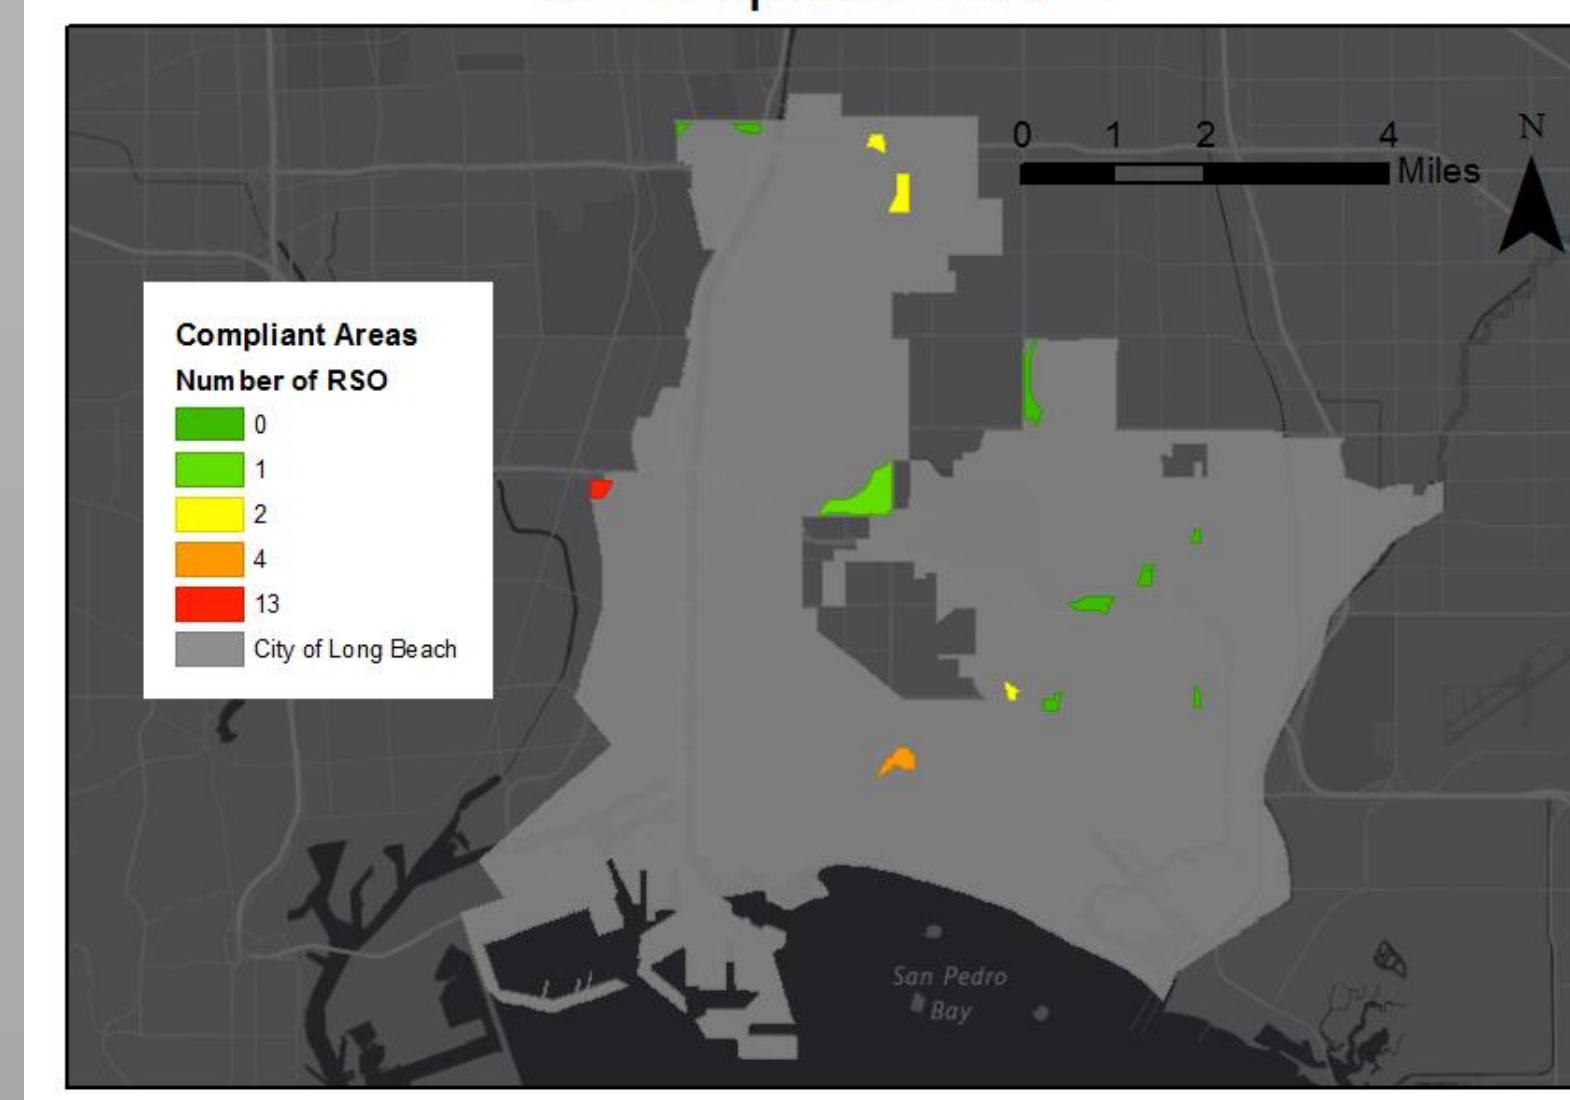 0 1 2 4
Miles
N
Compliant Areas
Number of RSO
0
1
2
4
13
City of Long Beach
San Pedro
Bay